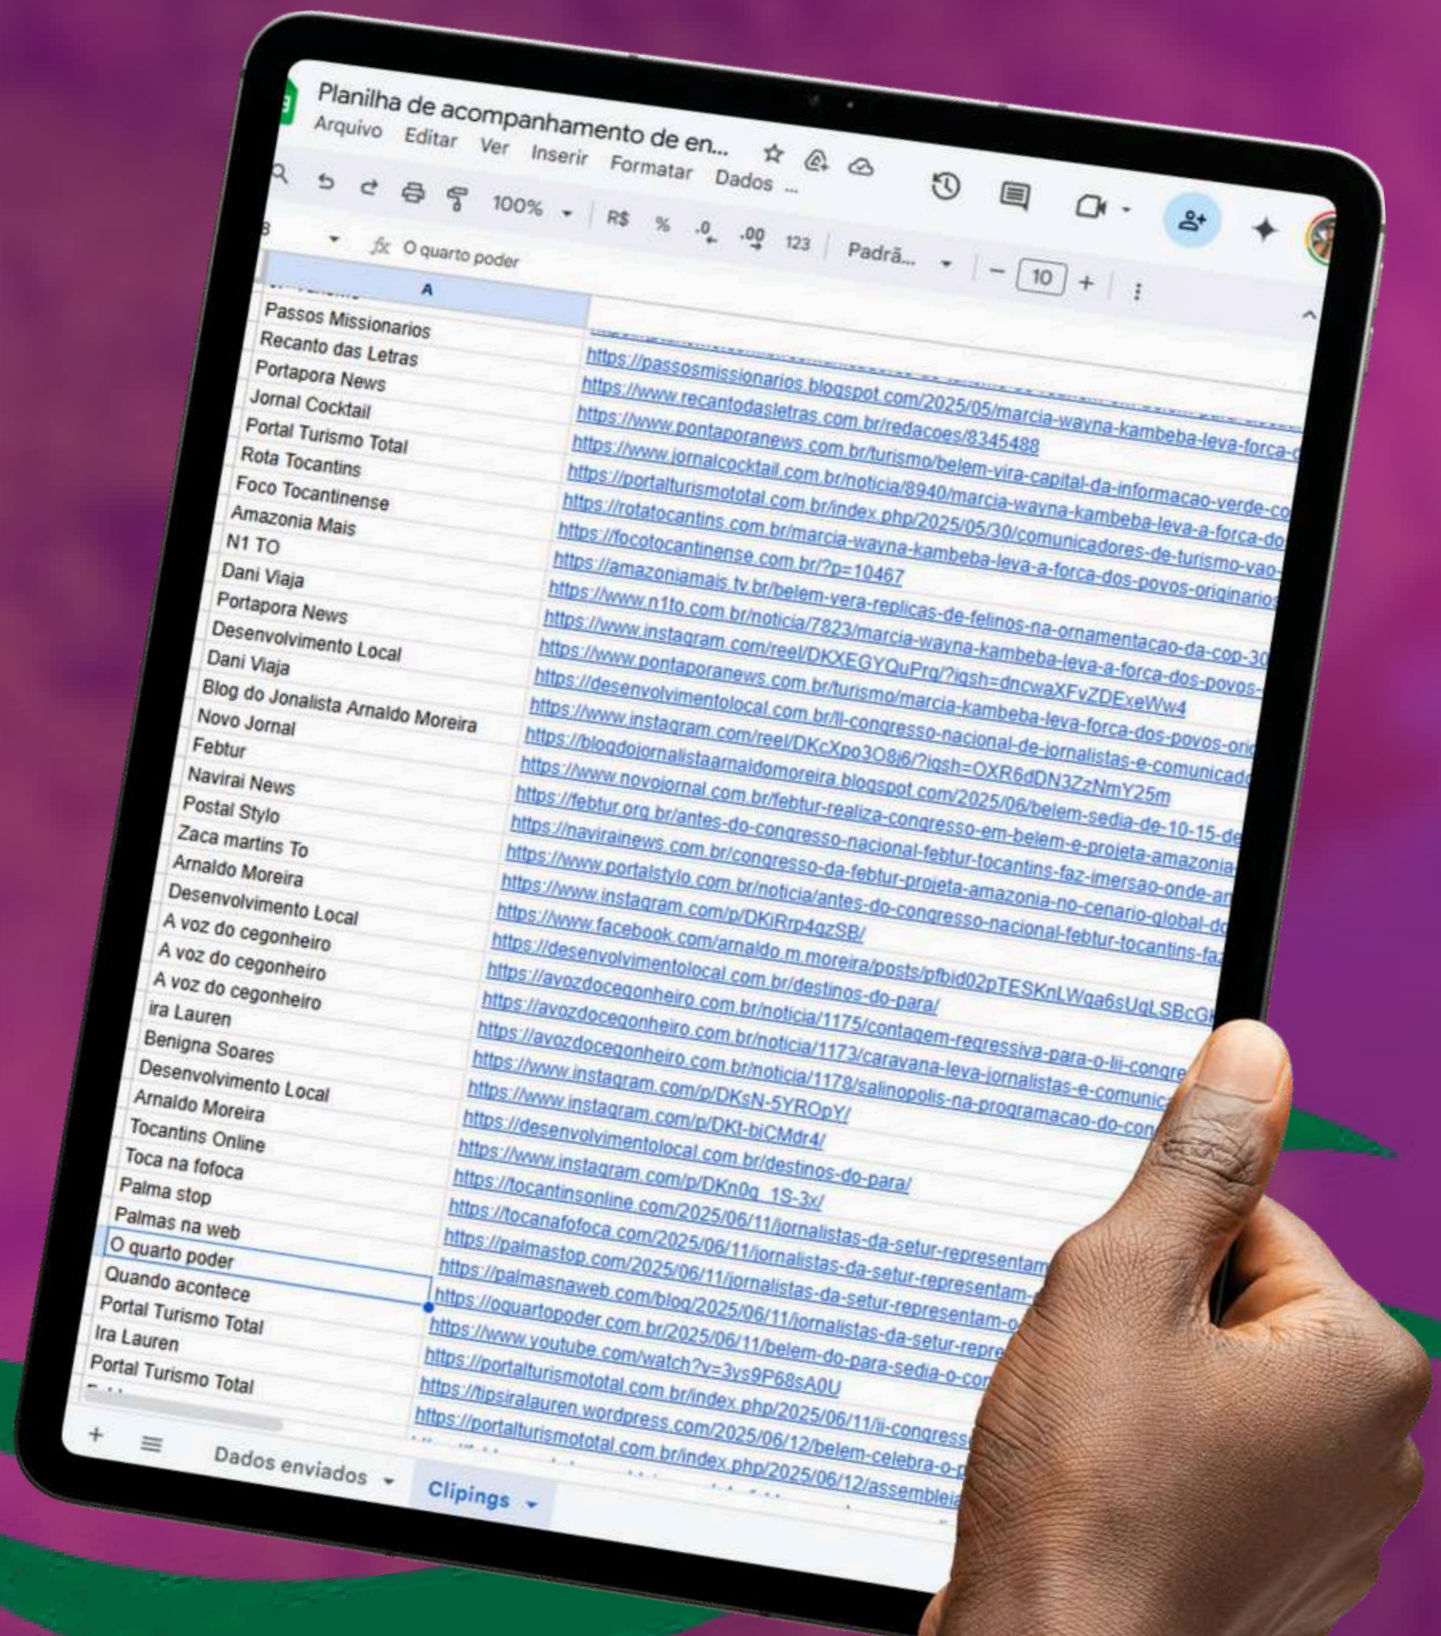 Planilha de acompanhamento de en...
Arquivo Editar Ver Inserir Formatar Dados ...
100% R$ % .0 .00 123 Padrã... 10
O quarto poder
A
Passos Missionarios https://passosmissionarios.blogspot.com/2025/05/marcia-wayna-kambeba-leva-forca-d
Recanto das Letras https://www.recantodasletras.com.br/redacoes/8345488
Portapora News https://www.pontaporanews.com.br/turismo/belem-vira-capital-da-informacao-verde-co
Jornal Cocktail https://www.jornalcocktail.com.br/noticia/8940/marcia-wayna-kambeba-leva-a-forca-do
Portal Turismo Total https://portalturismototal.com.br/index.php/2025/05/30/comunicadores-de-turismo-vao-
Rota Tocantins https://rotatocantins.com.br/marcia-wayna-kambeba-leva-a-forca-dos-povos-originarios
Foco Tocantinense https://focotocantinense.com.br/?p=10467
Amazonia Mais https://amazoniamais.tv.br/belem-vera-replicas-de-felinos-na-ornamentacao-da-cop-30
N1 TO https://www.n1to.com.br/noticia/7823/marcia-wayna-kambeba-leva-a-forca-dos-povos-
Dani Viaja https://www.instagram.com/reel/DKXEGYQuPrq/?igsh=dncwaXFvZDExeWw4
Portapora News https://www.pontaporanews.com.br/turismo/marcia-kambeba-leva-forca-dos-povos-orig
Desenvolvimento Local https://desenvolvimentolocal.com.br/ii-congresso-nacional-de-jornalistas-e-comunicado
Dani Viaja https://www.instagram.com/reel/DKcXpo3O8j6/?igsh=OXR6dDN3ZzNmY25m
Blog do Jonalista Arnaldo Moreira https://blogdojornalistaarnaldomoreira.blogspot.com/2025/06/belem-sedia-de-10-15-de
Novo Jornal https://www.novojornal.com.br/febtur-realiza-congresso-em-belem-e-projeta-amazonia
Febtur https://febtur.org.br/antes-do-congresso-nacional-febtur-tocantins-faz-imersao-onde-ar
Navirai News https://navirainews.com.br/congresso-da-febtur-projeta-amazonia-no-cenario-global-do
Postal Stylo https://www.portalstylo.com.br/noticia/antes-do-congresso-nacional-febtur-tocantins-faz
Zaca martins To https://www.instagram.com/p/DKiRrp4gzSB/
Arnaldo Moreira https://www.facebook.com/arnaldo.m.moreira/posts/pfbid02pTESKnLWqa6sUgLSBcG
Desenvolvimento Local https://desenvolvimentolocal.com.br/destinos-do-para/
A voz do cegonheiro https://avozdocegonheiro.com.br/noticia/1175/contagem-regressiva-para-o-iii-congre
A voz do cegonheiro https://avozdocegonheiro.com.br/noticia/1173/caravana-leva-jornalistas-e-comunic
A voz do cegonheiro https://avozdocegonheiro.com.br/noticia/1178/salinopolis-na-programacao-do-con
ira Lauren https://www.instagram.com/p/DKsN-5YROpY/
Benigna Soares https://www.instagram.com/p/DKt-biCMdr4/
Desenvolvimento Local https://desenvolvimentolocal.com.br/destinos-do-para/
Arnaldo Moreira https://www.instagram.com/p/DKn0g_1S-3x/
Tocantins Online https://tocantinsonline.com/2025/06/11/jornalistas-da-setur-representam
Toca na fofoca https://tocanafofoca.com/2025/06/11/jornalistas-da-setur-representam-
Palma stop https://palmastop.com/2025/06/11/jornalistas-da-setur-representam-o
Palmas na web https://palmasnaweb.com/blog/2025/06/11/jornalistas-da-setur-repre
O quarto poder https://oquartopoder.com.br/2025/06/11/belem-do-para-sedia-o-con
Quando acontece https://www.youtube.com/watch?v=3ys9P68sA0U
Portal Turismo Total https://portalturismototal.com.br/index.php/2025/06/11/ii-congress
Ira Lauren https://tipsiralauren.wordpress.com/2025/06/12/belem-celebra-o-p
Portal Turismo Total https://portalturismototal.com.br/index.php/2025/06/12/assembleia
Dados enviados Clipings